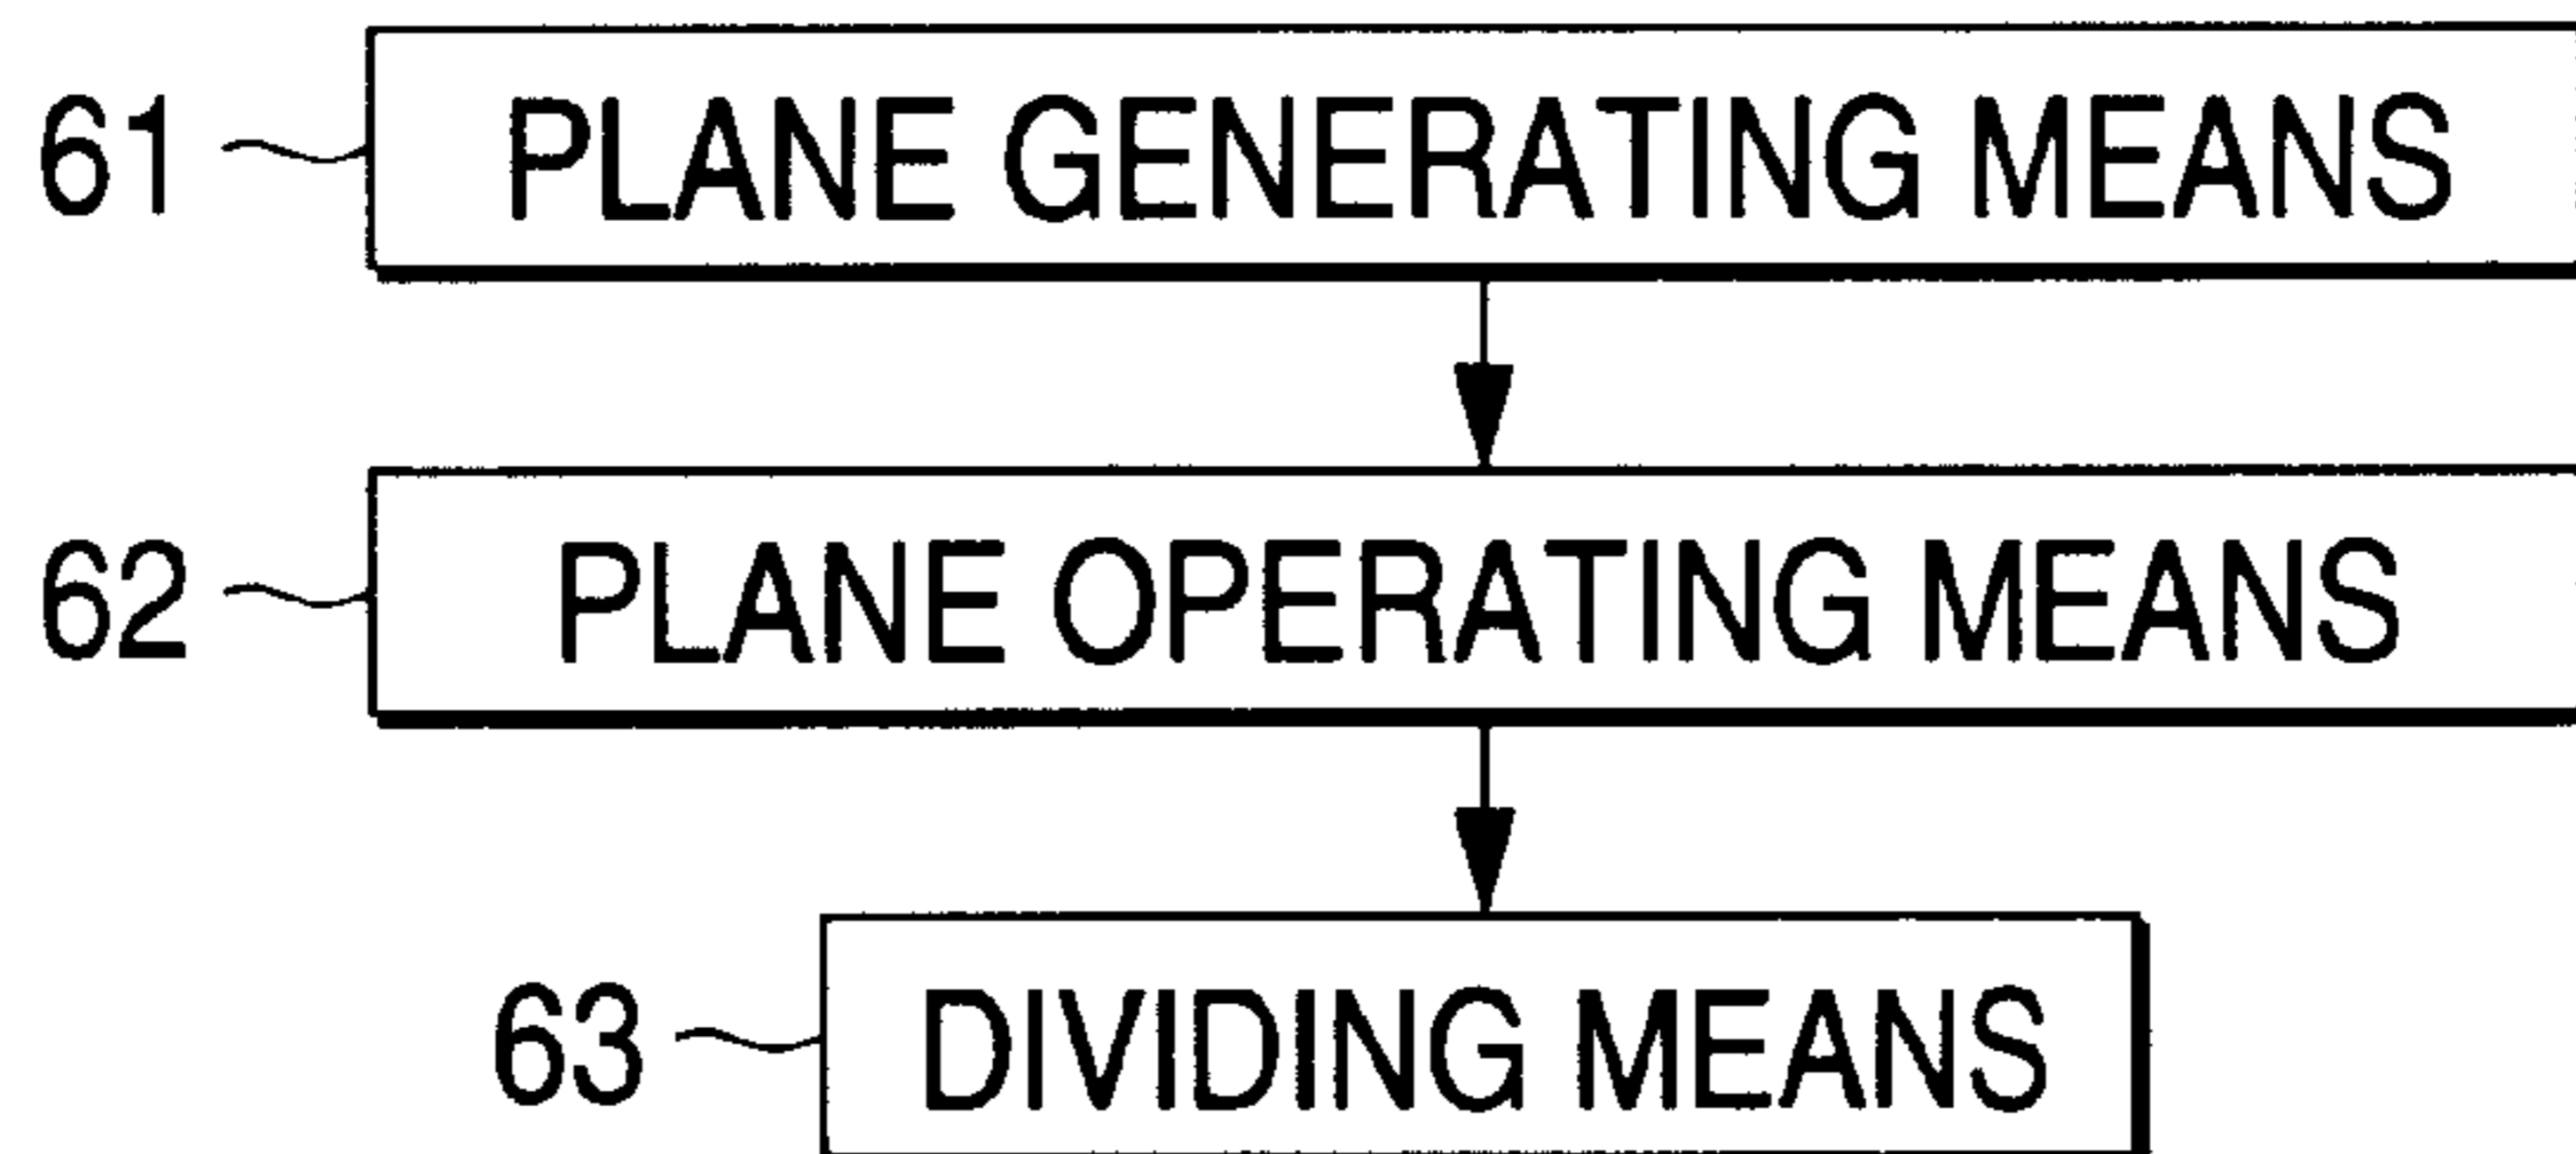 61 PLANE GENERATING MEANS
62 PLANE OPERATING MEANS
63 DIVIDING MEANS